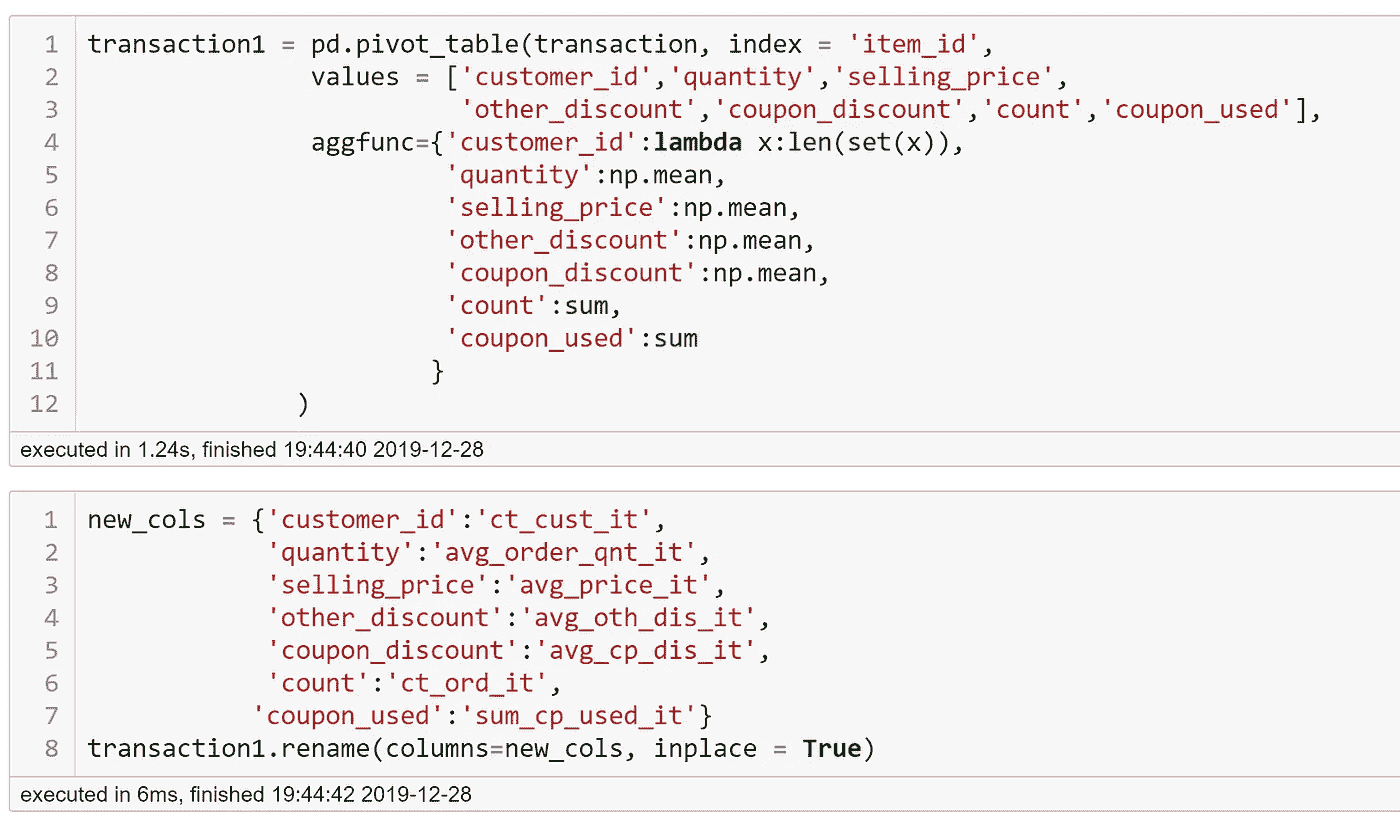 1 transaction1 = pd.pivot_table(transaction, index = 'item_id',
2 values = ['customer_id','quantity','selling_price',
3 'other_discount','coupon_discount','count','coupon_used'],
4 aggfunc={'customer_id':lambda x:len(set(x)),
5 'quantity':np.mean,
6 'selling_price':np.mean,
7 'other_discount':np.mean,
8 'coupon_discount':np.mean,
9 'count':sum,
10 'coupon_used':sum
11 }
12 )
executed in 1.24s, finished 19:44:40 2019-12-28
1 new_cols = {'customer_id':'ct_cust_it',
2 'quantity':'avg_order_qnt_it',
3 'selling_price':'avg_price_it',
4 'other_discount':'avg_oth_dis_it',
5 'coupon_discount':'avg_cp_dis_it',
6 'count':'ct_ord_it',
7 'coupon_used':'sum_cp_used_it'}
8 transaction1.rename(columns=new_cols, inplace = True)
executed in 6ms, finished 19:44:42 2019-12-28